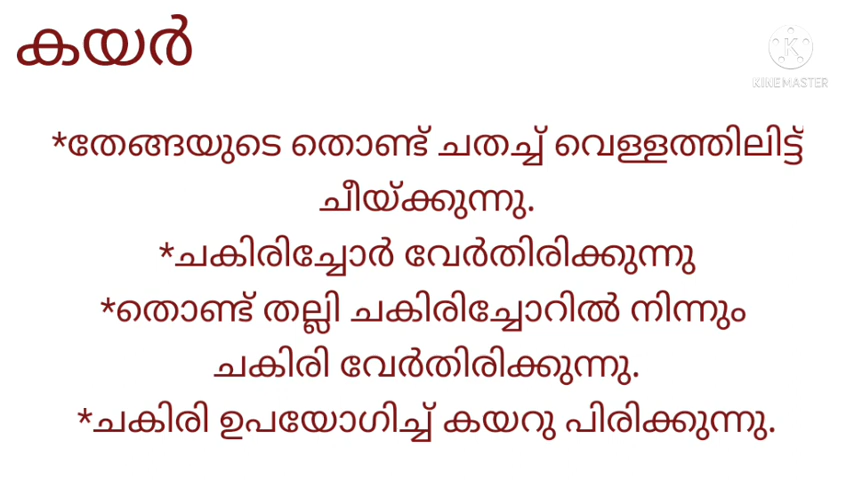 കയർ
KINEMASTER
*തേങ്ങയുടെ തൊണ്ട് ചതച്ച് വെള്ളത്തിലിട്ട്
ചീയ്ക്കുന്നു.
*ചകിരിച്ചോർ വേർതിരിക്കുന്നു
*തൊണ്ട് തല്ലി ചകിരിച്ചോറിൽ നിന്നും
ചകിരി വേർതിരിക്കുന്നു.
*ചകിരി ഉപയോഗിച്ച് കയറു പിരിക്കുന്നു.